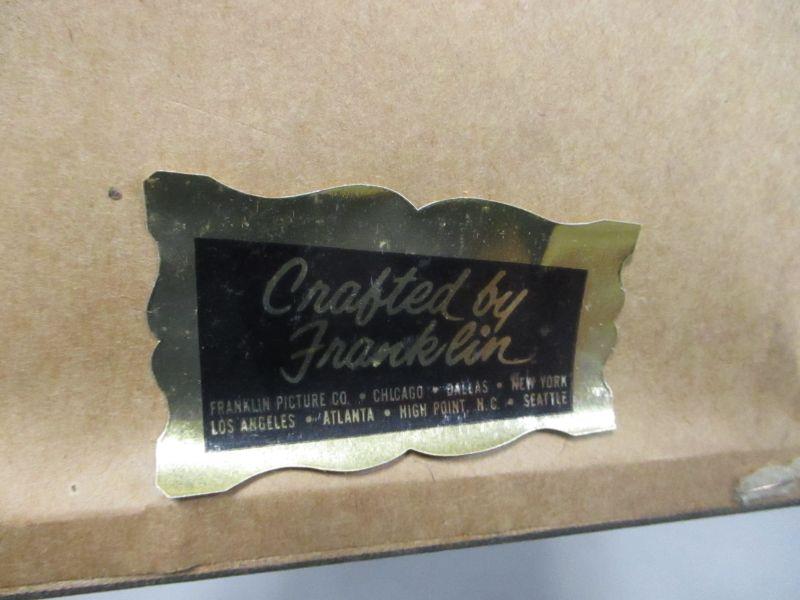 Crafted by
Franklin
FRANKLIN PICTURE CO. • CHICAGO • DALLAS • NEW YORK
LOS ANGELES • ATLANTA • HIGH POINT, N.C. • SEATTLE